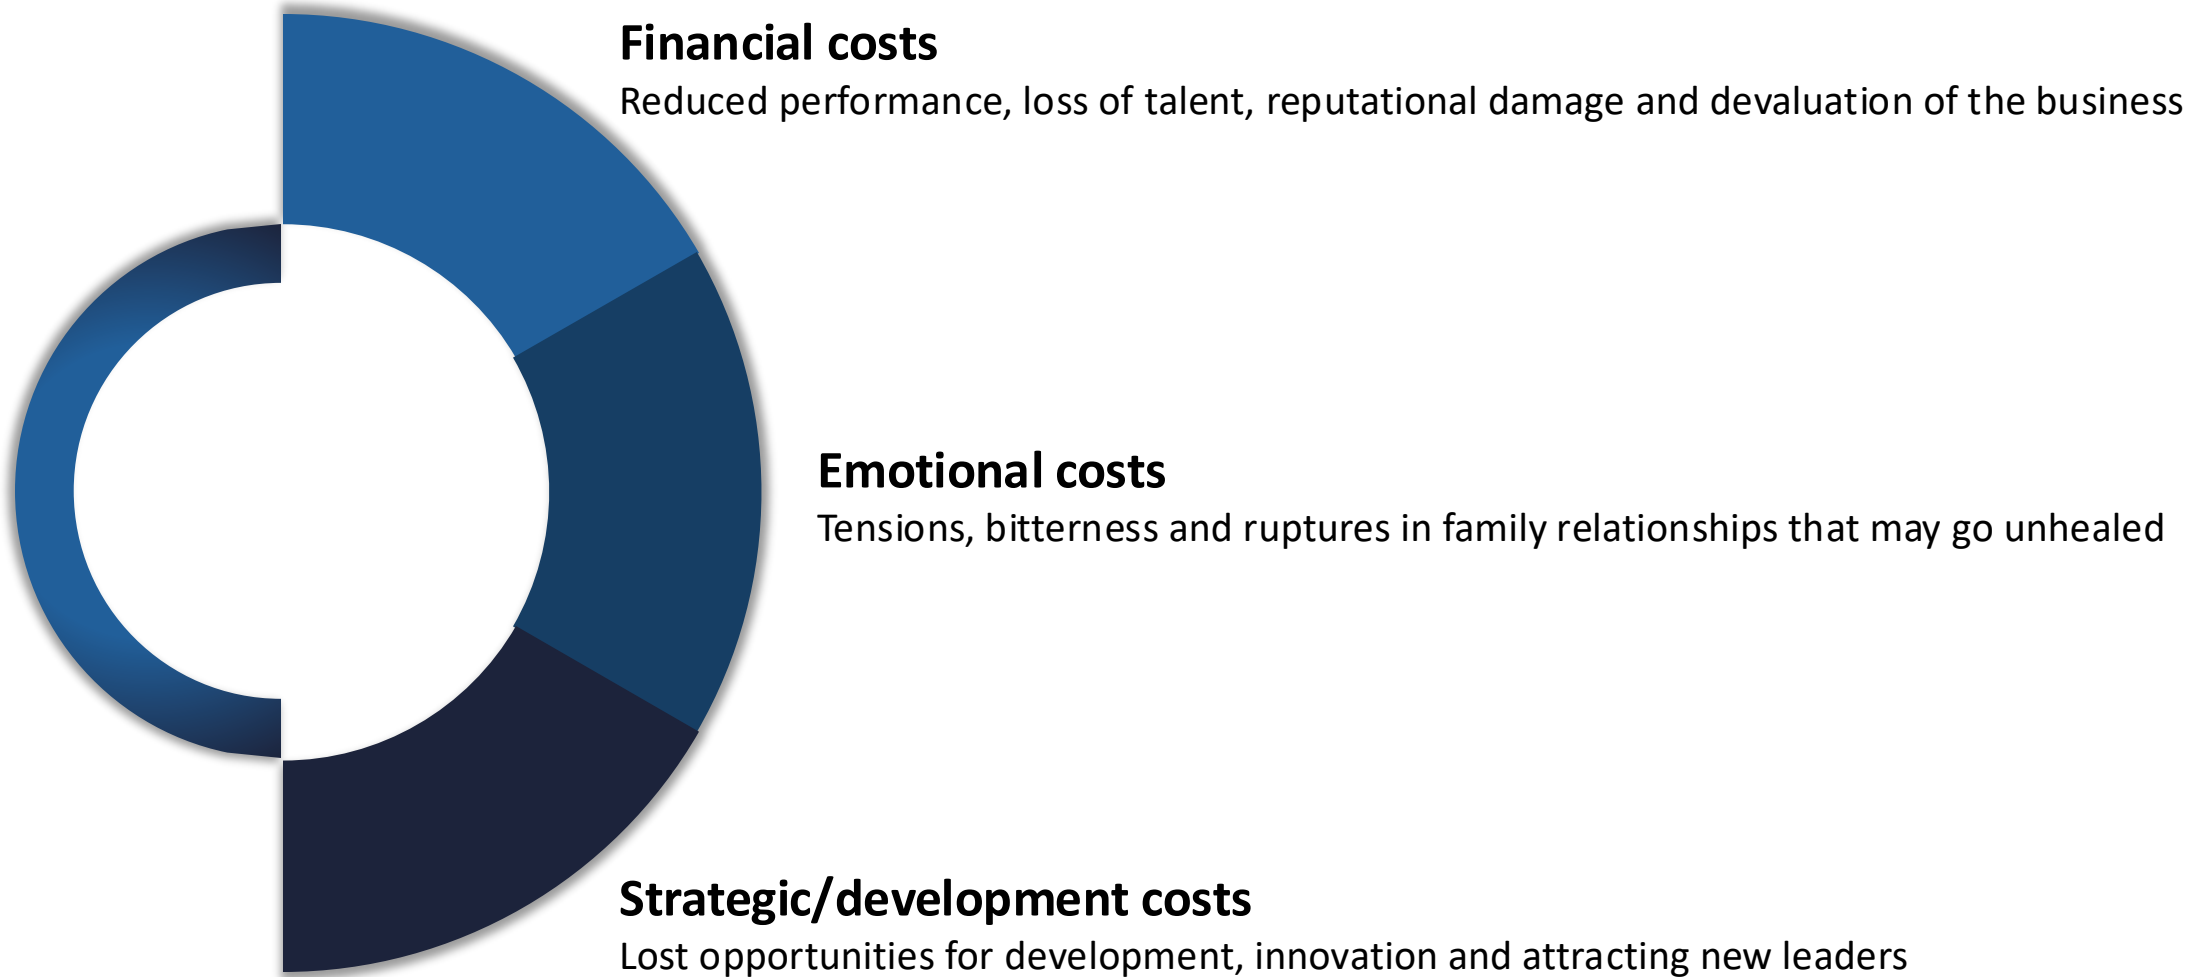 Financial costs
Reduced performance, loss of talent, reputational damage and devaluation of the business
Emotional costs
Tensions, bitterness and ruptures in family relationships that may go unhealed
Strategic/development costs
Lost opportunities for development, innovation and attracting new leaders